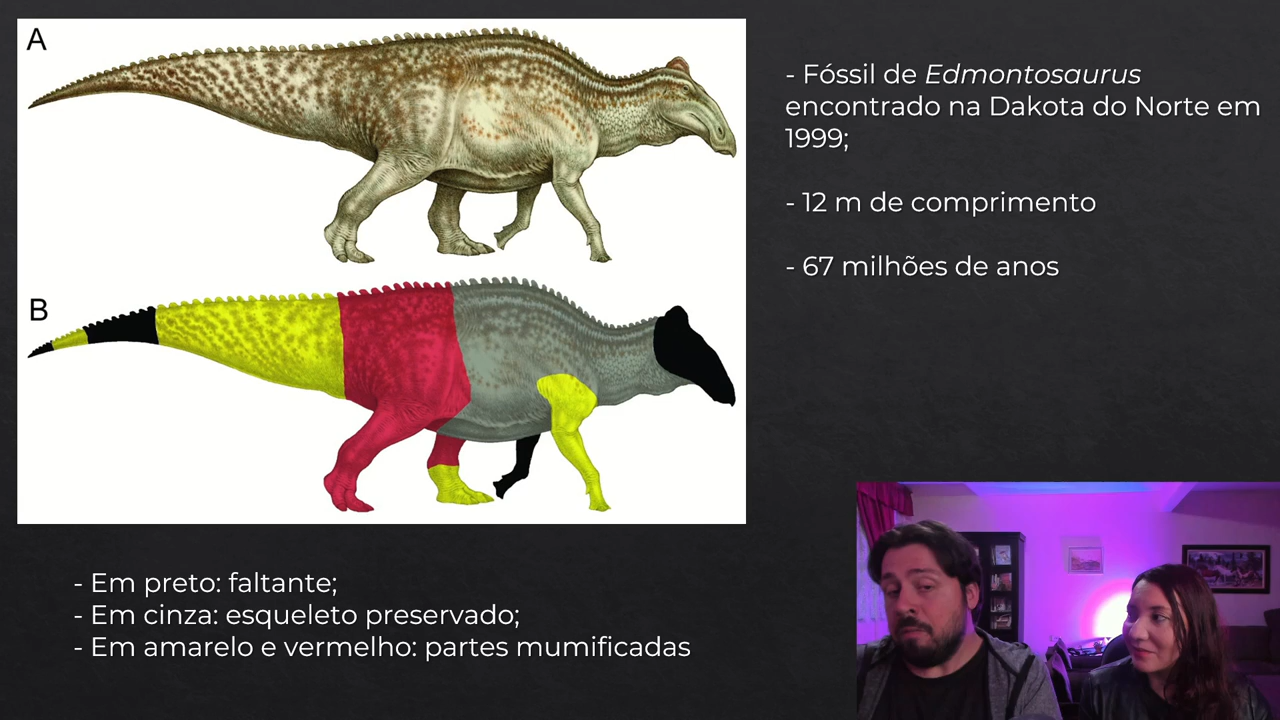 A
B
- Fóssil de Edmontosaurus
encontrado na Dakota do Norte em
1999;
- 12 m de comprimento
- 67 milhões de anos
- Em preto: faltante;
- Em cinza: esqueleto preservado;
- Em amarelo e vermelho: partes mumificadas